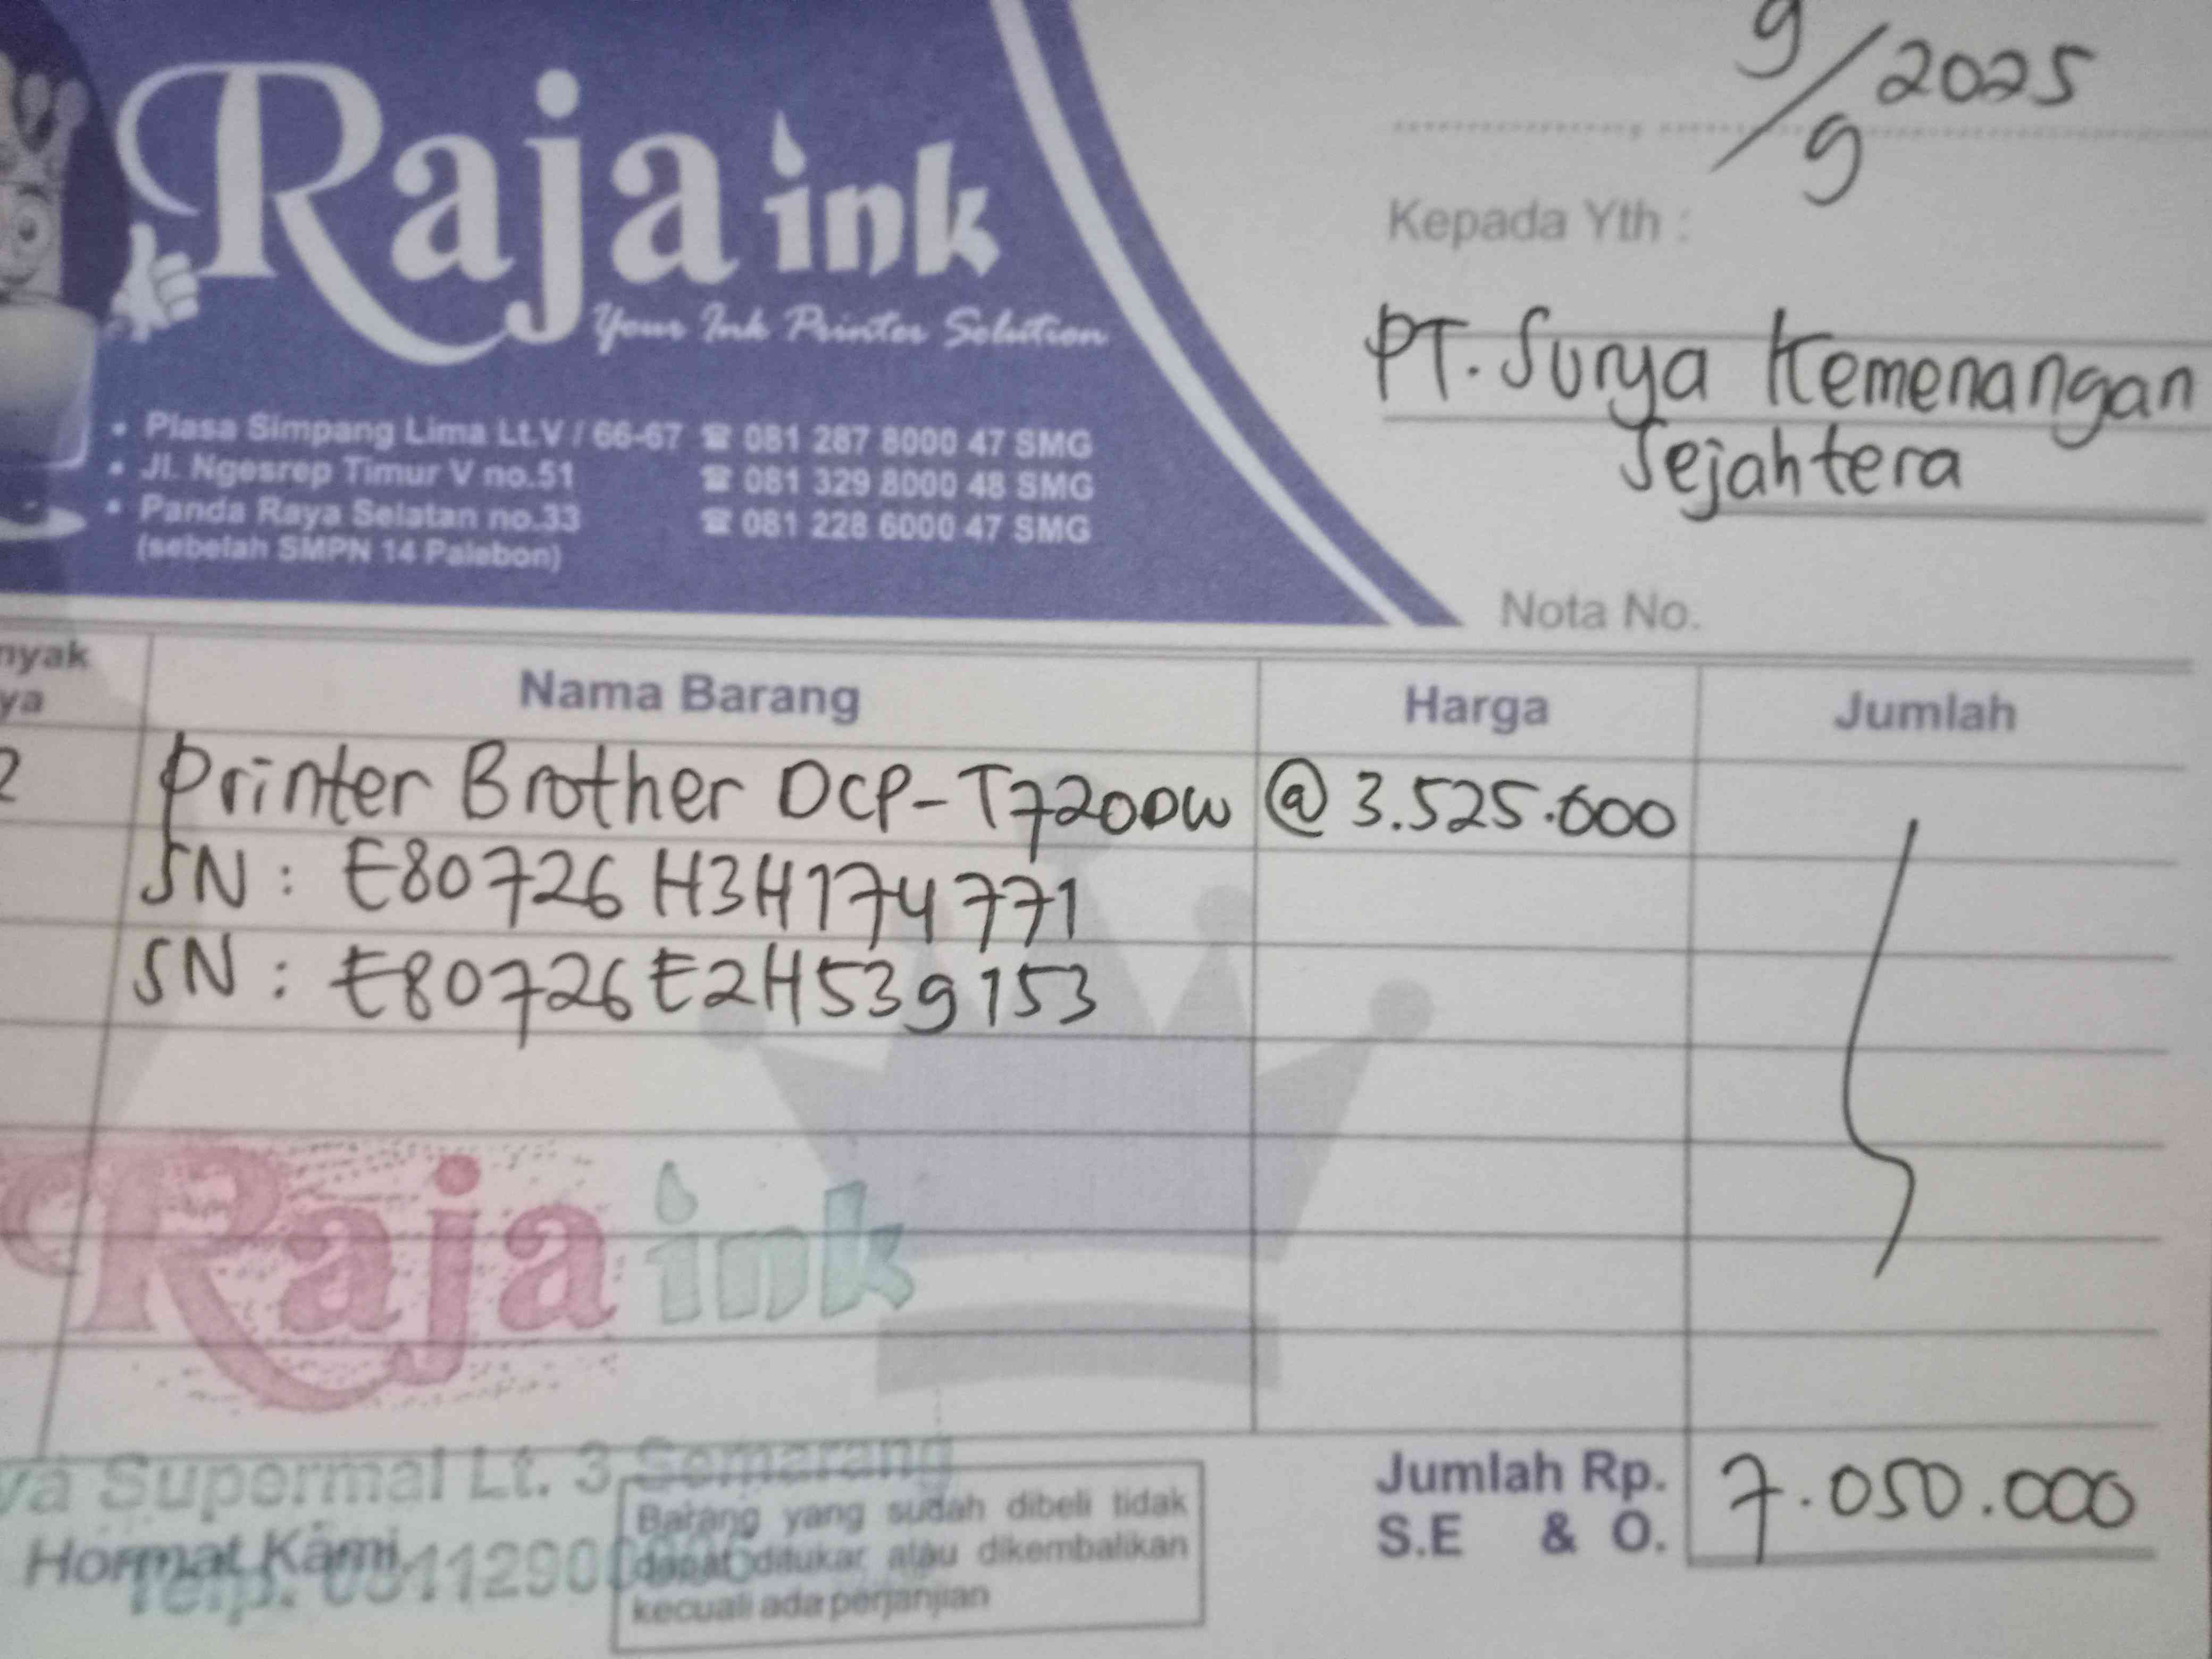 9/9 2025
Raja ink
Your Ink Printer Solution
• Plasa Simpang Lima Lt.V / 66-67 ☎ 081 287 8000 47 SMG
• Jl. Ngesrep Timur V no.51 ☎ 081 329 8000 48 SMG
• Panda Raya Selatan no.33 ☎ 081 228 6000 47 SMG
(sebelah SMPN 14 Palebon)
Kepada Yth :
PT. Surya Kemenangan
Sejahtera
Nota No.
nyak
ya
Nama Barang Harga Jumlah
2 Printer Brother DCP-T720DW @ 3.525.000
SN : E80726H3H174771
SN : E80726E2H539153
Raja ink
va Supermal Lt. 3 Semarang
Hormat Kami
Telp.
Barang yang sudah dibeli tidak
dapat ditukar atau dikembalikan
kecuali ada perjanjian
Jumlah Rp. 7.050.000
S.E & O.